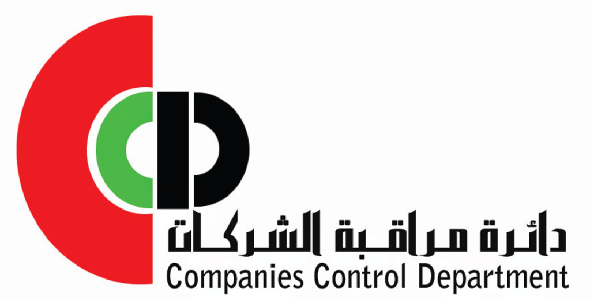 دائرة مراقبة الشركات
Companies Control Department